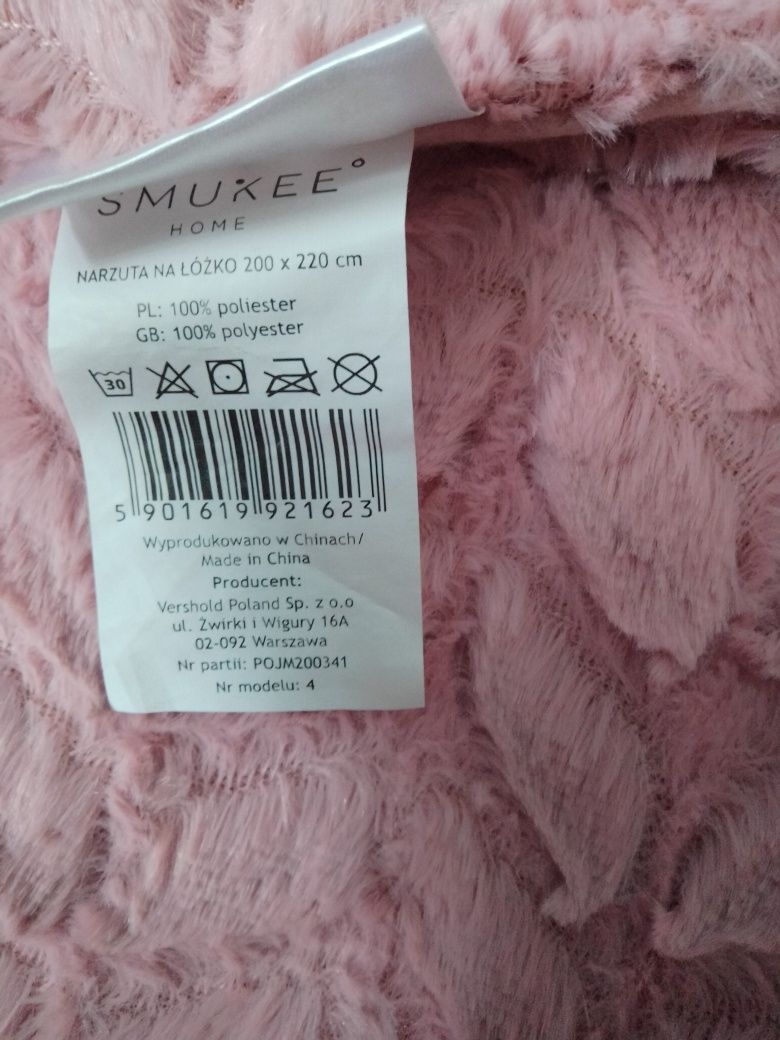 SMUKEE°
HOME
NARZUTA NA ŁÓŻKO 200 x 220 cm
PL: 100% poliester
GB: 100% polyester
30
5 901619 921623
Wyprodukowano w Chinach/
Made in China
Producent:
Vershold Poland Sp. z o.o
ul. Żwirki i Wigury 16A
02-092 Warszawa
Nr partii: POJM200341
Nr modelu: 4